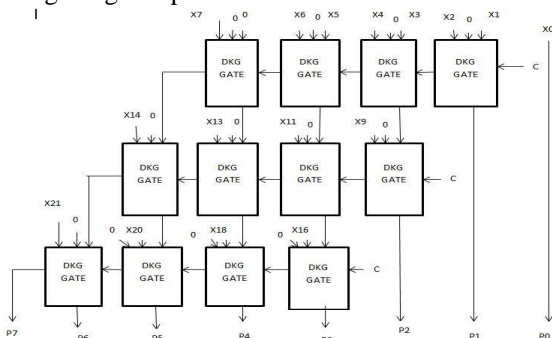 X7 0 0 X6 0 X5 X4 0 X3 X2 0 X1 X0
DKG GATE DKG GATE DKG GATE DKG GATE C
X14 0 X13 0 X11 0 X9 0
DKG GATE DKG GATE DKG GATE DKG GATE C
X21 0 0 X20 0 X18 X16 0
DKG GATE DKG GATE DKG GATE DKG GATE C
P7 P6 P5 P4 P2 P1 P0